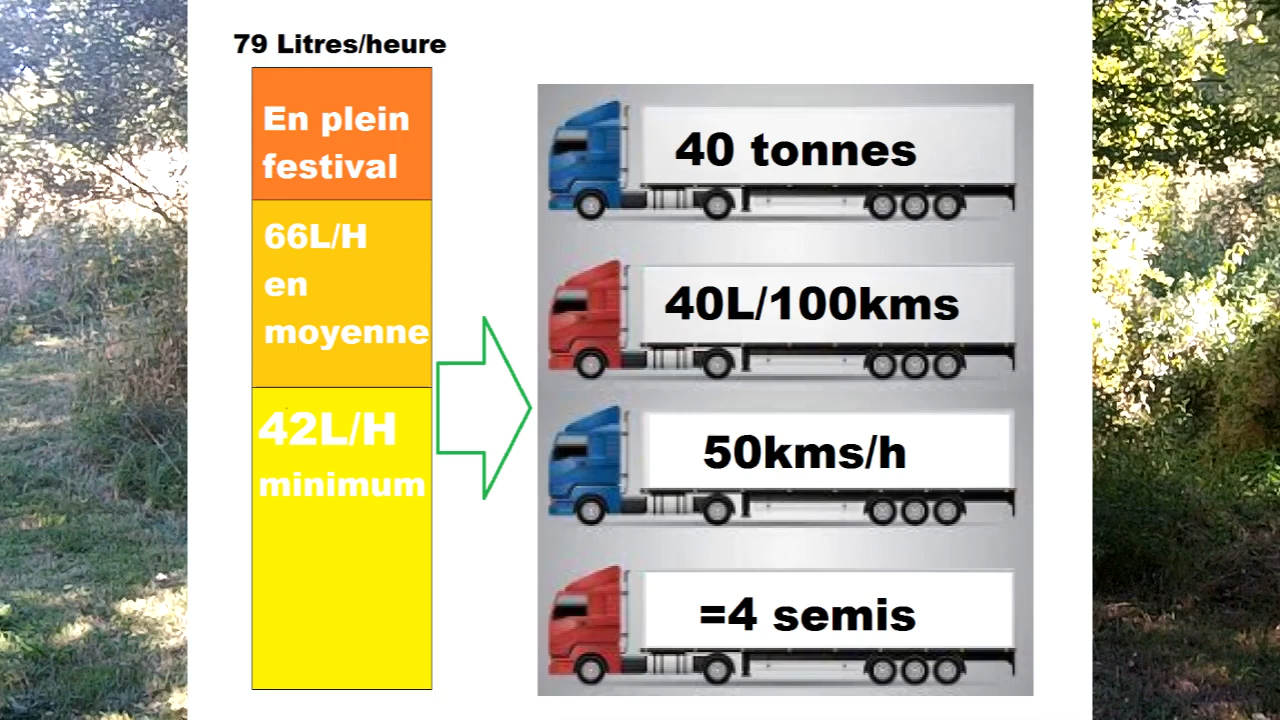 79 Litres/heure
En plein
festival
66L/H
en
moyenne
42L/H
minimum
40 tonnes
40L/100kms
50kms/h
=4 semis